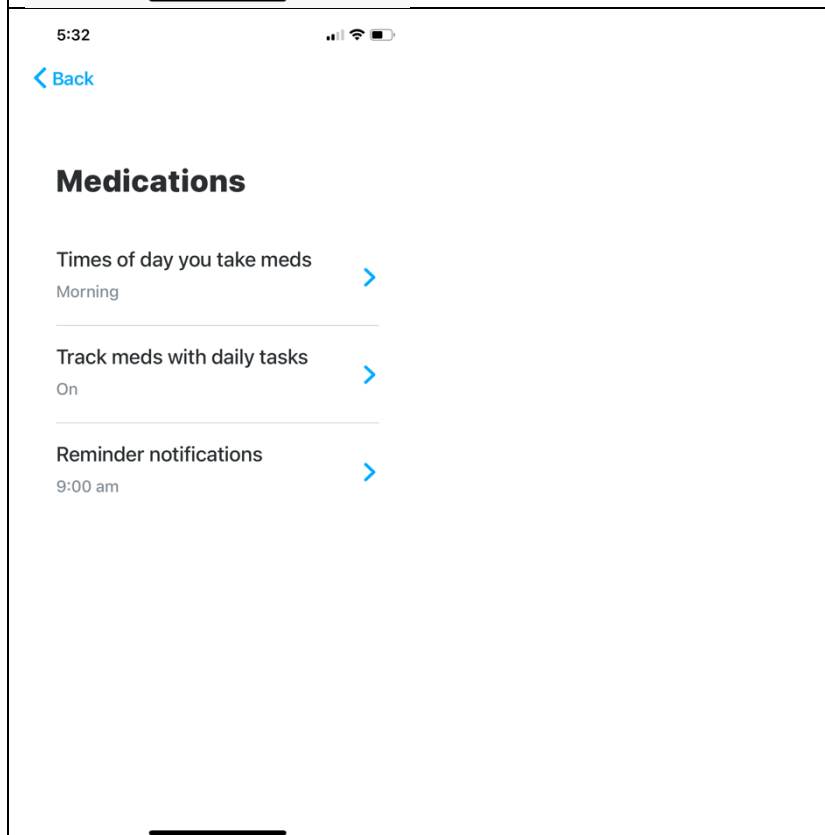 5:32
Back
Medications
Times of day you take meds
Morning
Track meds with daily tasks
On
Reminder notifications
9:00 am